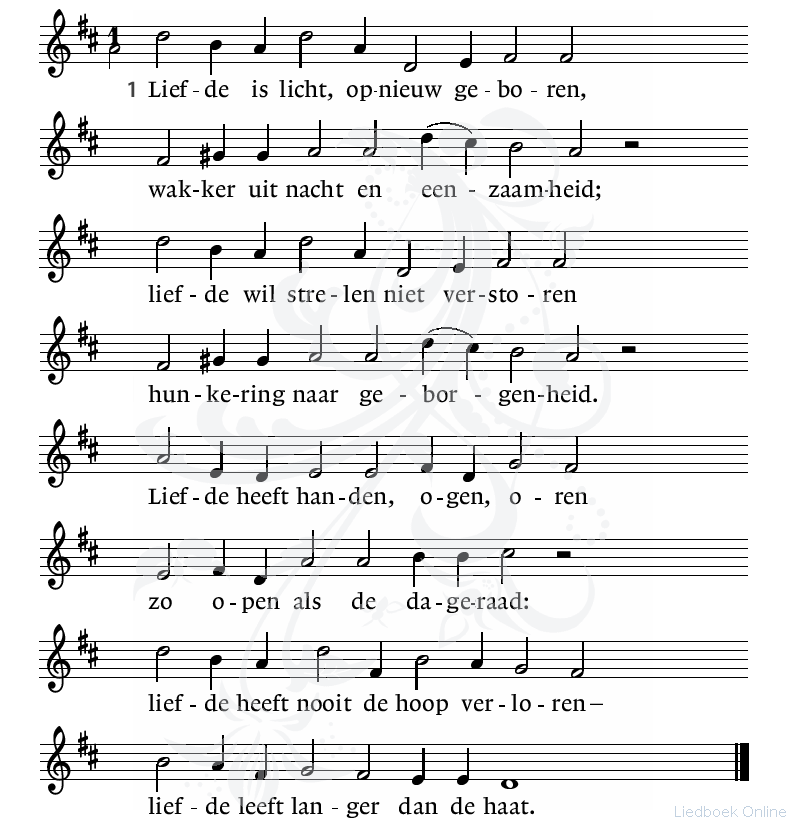 1
1 Lief - de is licht, op-nieuw ge - bo - ren,
wak-ker uit nacht en een - zaam-heid;
lief - de wil stre - len niet ver-sto - ren
hun - ke-ring naar ge - bor - gen-heid.
Lief - de heeft han-den, o-gen, o - ren
zo o-pen als de da-ge-raad:
lief - de heeft nooit de hoop ver - lo - ren –
lief - de leeft lan - ger dan de haat.
Liedboek Online